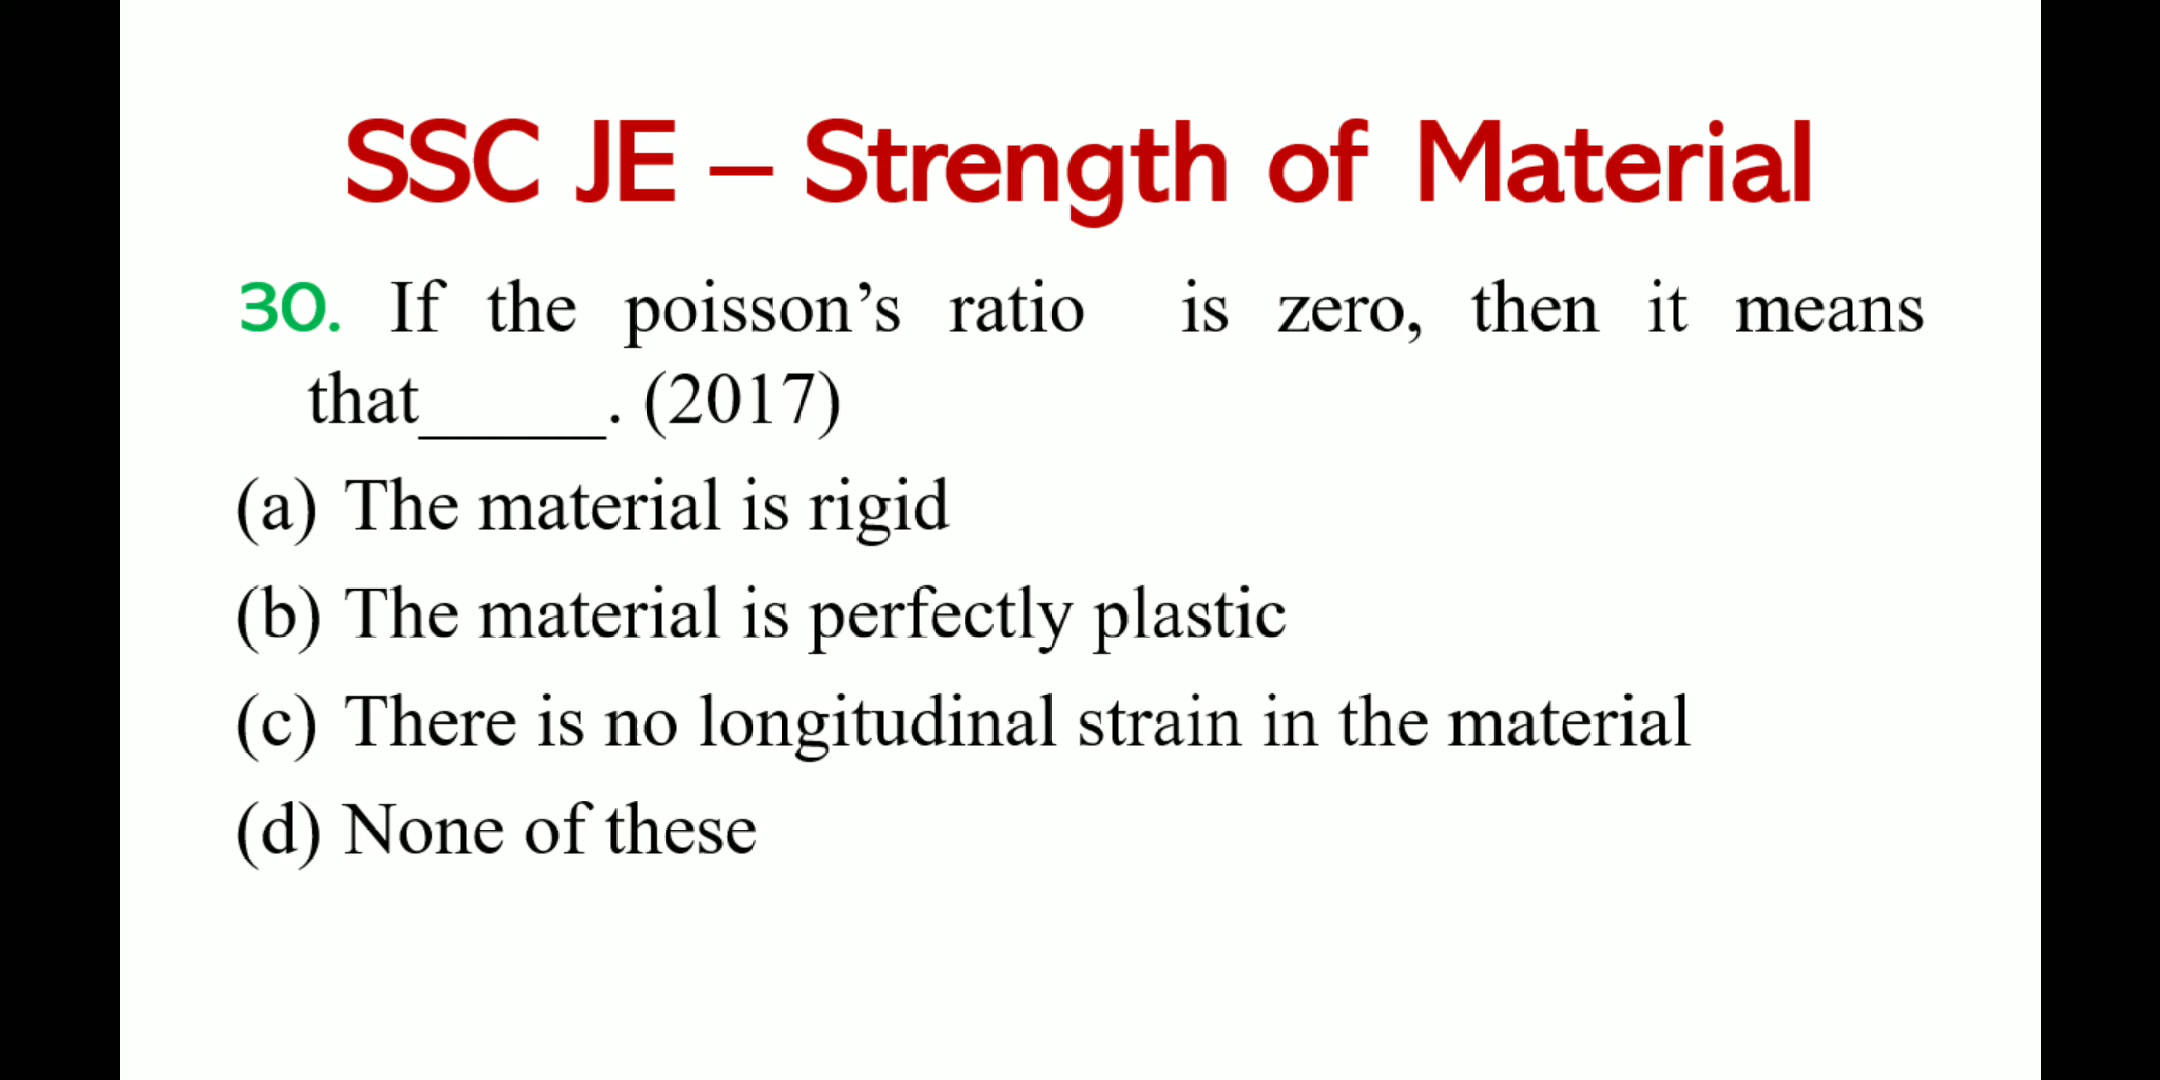 SSC JE – Strength of Material
30. If the poisson’s ratio is zero, then it means
that_____. (2017)
(a) The material is rigid
(b) The material is perfectly plastic
(c) There is no longitudinal strain in the material
(d) None of these